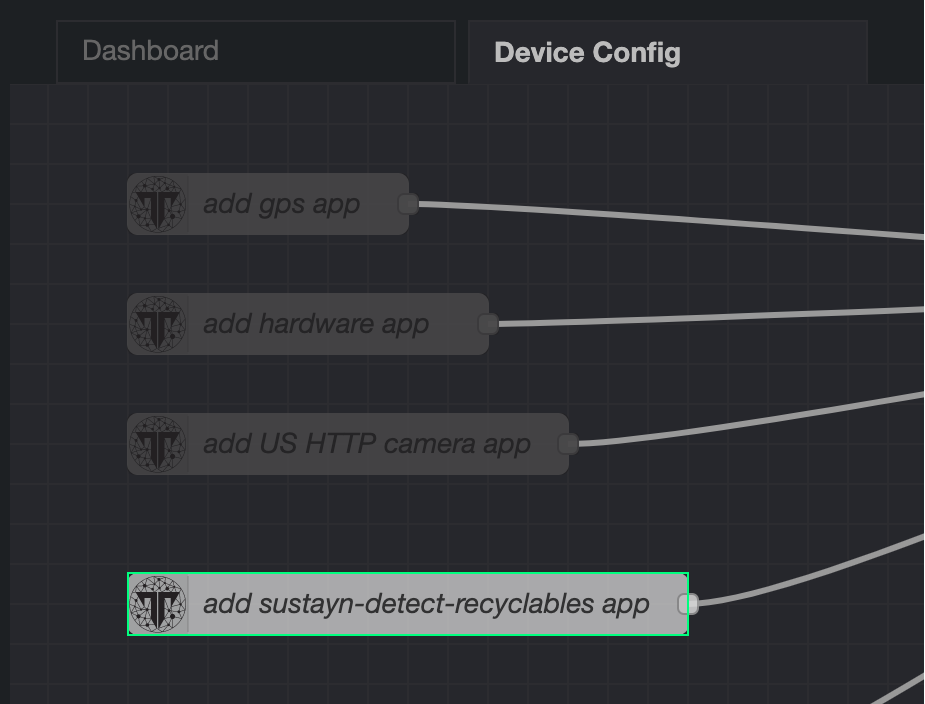 Dashboard
Device Config
add gps app
add hardware app
add US HTTP camera app
add sustayn-detect-recyclables app